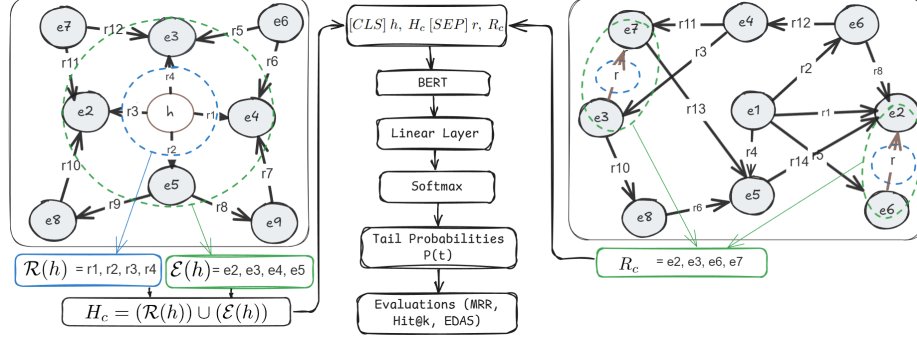 e7
r12
e3
r5
e6
r11
r4
r6
e2
r3
h
r1
e4
r2
r10
r7
e5
r9
r8
e8
e9
R(h) = r1, r2, r3, r4
E(h) = e2, e3, e4, e5
H_c = (R(h)) ∪ (E(h))
[CLS] h, H_c [SEP] r, R_c
BERT
Linear Layer
Softmax
Tail Probabilities
P(t)
Evaluations (MRR,
Hit@k, EDAS)
e7
r11
e4
r12
e6
r3
r2
r8
r
r13
e1
r1
e2
e3
r4
r14
r5
r
r10
e5
e8
r6
e6
R_c = e2, e3, e6, e7